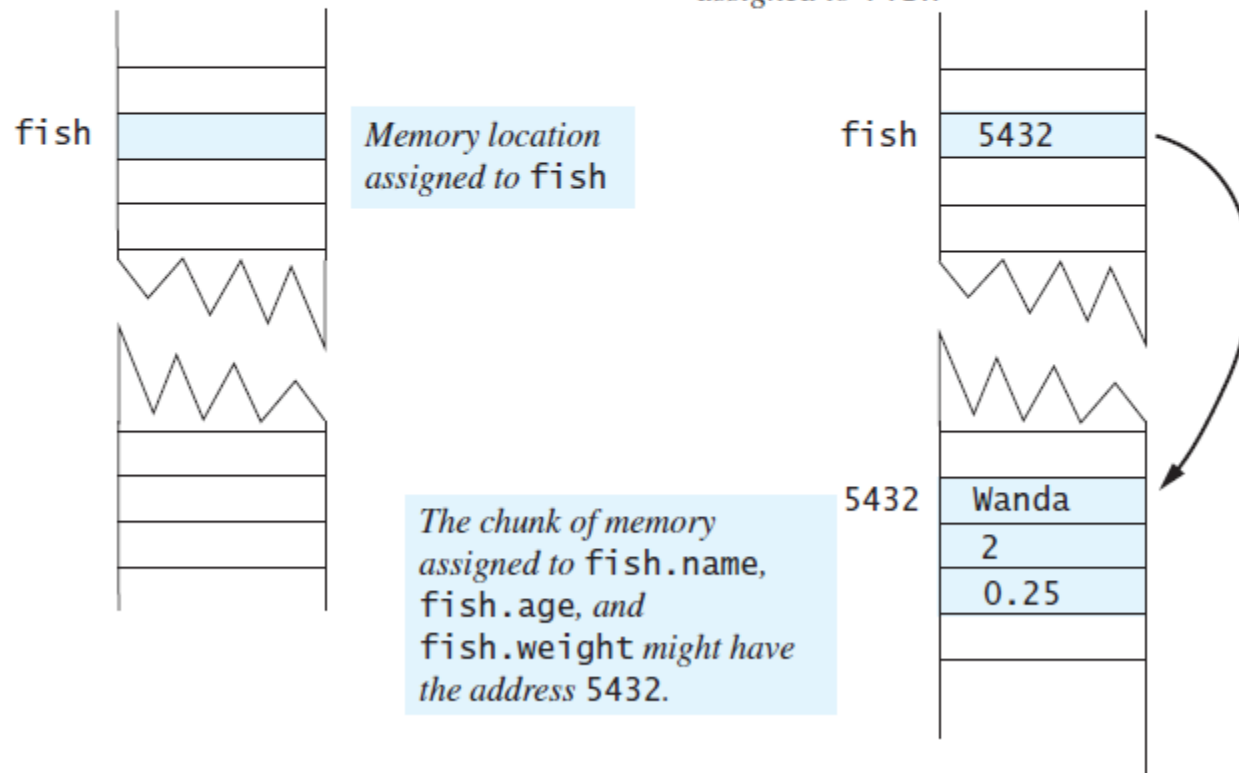 fish
Memory location
assigned to fish
fish
5432
The chunk of memory
assigned to fish.name,
fish.age, and
fish.weight might have
the address 5432.
5432
Wanda
2
0.25